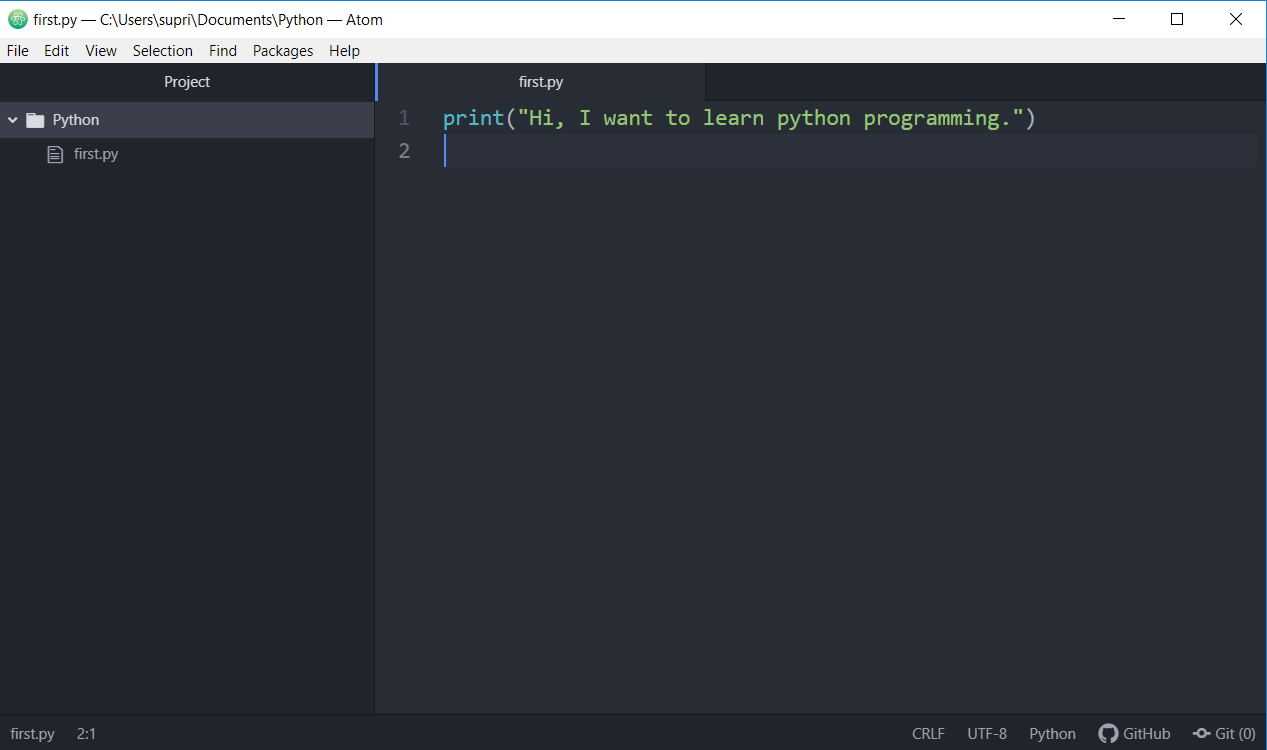 first.py — C:\Users\supri\Documents\Python — Atom
File Edit View Selection Find Packages Help
Project
first.py
Python
first.py
1 print("Hi, I want to learn python programming.")
2
first.py 2:1 CRLF UTF-8 Python GitHub Git (0)